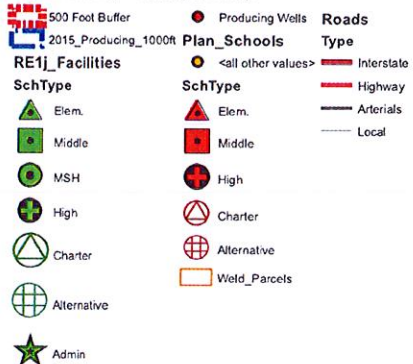 500 Foot Buffer
2015_Producing_1000ft
RE1j_Facilities
SchType
Elem.
Middle
MSH
High
Charter
Alternative
Admin
Producing Wells
Plan_Schools
<all other values>
SchType
Elem.
Middle
High
Charter
Alternative
Weld_Parcels
Roads
Type
Interstate
Highway
Arterials
Local